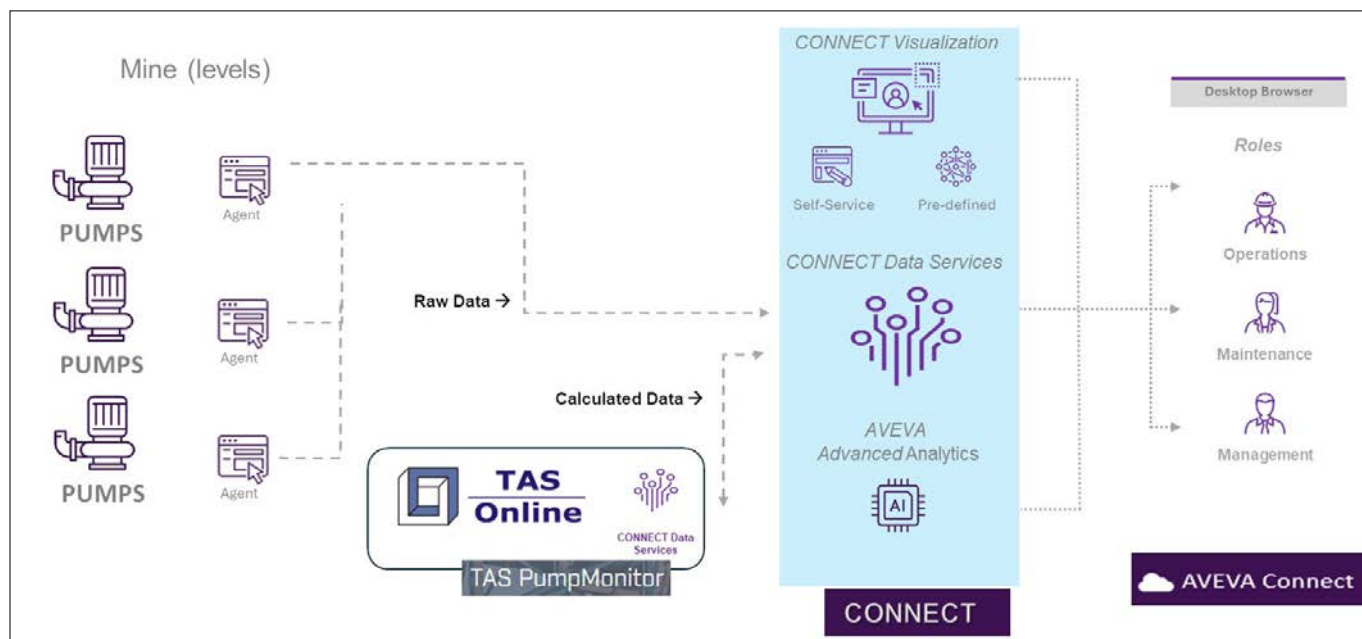 Mine (levels)
PUMPS
Agent
PUMPS
Agent
PUMPS
Agent
Raw Data →
Calculated Data →
TAS
Online
CONNECT Data
Services
TAS PumpMonitor
CONNECT Visualization
Self-Service
Pre-defined
CONNECT Data Services
AVEVA
Advanced Analytics
AI
CONNECT
Desktop Browser
Roles
Operations
Maintenance
Management
AVEVA Connect